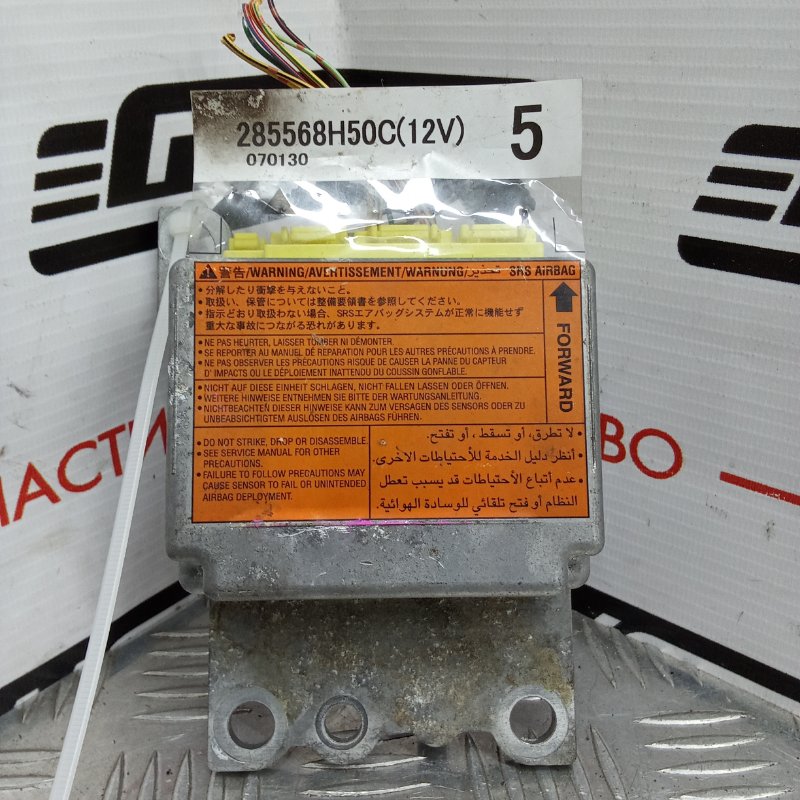 285568H50C(12V)
070130
5
警告/WARNING/AVERTISSEMENT/WARNUNG/تحذير SRS AIRBAG
• 分解したり衝撃を与えないこと。
• 取扱い、保管については整備要領書を参照してください。
• 指示どおり取扱わない場合、SRSエアバッグシステムが正常に機能せず
重大な事故につながる恐れがあります。
• NE PAS HEURTER, LAISSER TOMBER NI DÉMONTER.
• SE REPORTER AU MANUEL DE RÉPARATION POUR LES AUTRES PRÉCAUTIONS À PRENDRE.
• NE PAS OBSERVER LES PRÉCAUTIONS RISQUE DE CAUSER LA PANNE DU CAPTEUR
D' IMPACTS OU LE DÉPLOIEMENT INATTENDU DU COUSSIN GONFLABLE.
• NICHT AUF DIESE EINHEIT SCHLAGEN, NICHT FALLEN LASSEN ODER ÖFFNEN.
• WEITERE HINWEISE ENTNEHMEN SIE BITTE DER WARTUNGSANLEITUNG.
• NICHTBEACHTEN DIESER HINWEISE KANN ZUM VERSAGEN DES SENSORS ODER ZU
UNBEABSICHTIGTEM AUSLÖSEN DES AIRBAGS FÜHREN.
FORWARD
• DO NOT STRIKE, DROP OR DISASSEMBLE.
• SEE SERVICE MANUAL FOR OTHER
PRECAUTIONS.
• FAILURE TO FOLLOW PRECAUTIONS MAY
CAUSE SENSOR TO FAIL OR UNINTENDED
AIRBAG DEPLOYMENT.
• لا تطرق، أو تسقط، أو تفتح.
• أنظر دليل الخدمة للأحتياطات الاخرى.
• عدم أتباع الأحتياطات قد يسبب تعطل
النظام أو فتح تلقائي للوسادة الهوائية.